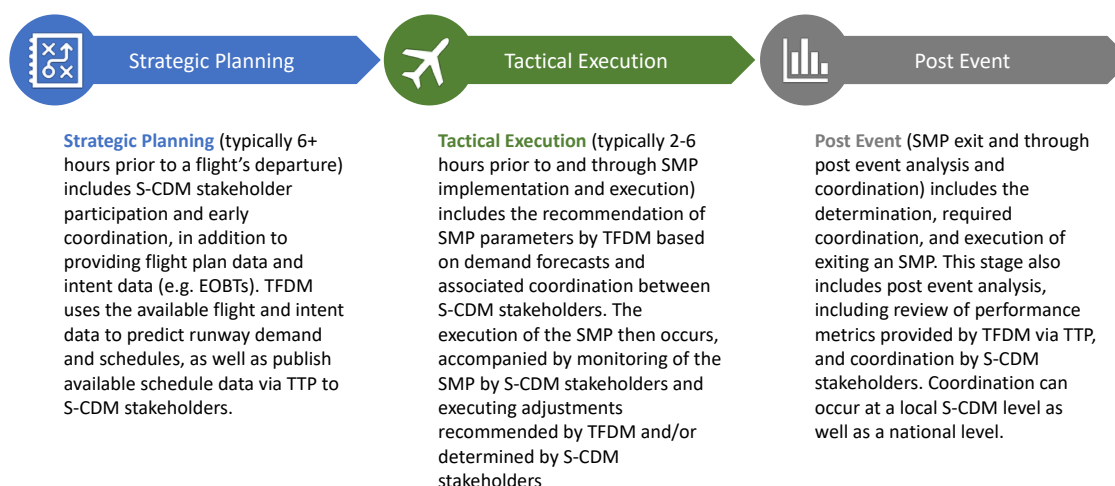 Strategic Planning
Tactical Execution
Post Event
Strategic Planning (typically 6+
hours prior to a flight's departure)
includes S-CDM stakeholder
participation and early
coordination, in addition to
providing flight plan data and
intent data (e.g. EOBTs). TFDM
uses the available flight and intent
data to predict runway demand
and schedules, as well as publish
available schedule data via TTP to
S-CDM stakeholders.
Tactical Execution (typically 2-6
hours prior to and through SMP
implementation and execution)
includes the recommendation of
SMP parameters by TFDM based
on demand forecasts and
associated coordination between
S-CDM stakeholders. The
execution of the SMP then occurs,
accompanied by monitoring of the
SMP by S-CDM stakeholders and
executing adjustments
recommended by TFDM and/or
determined by S-CDM
stakeholders
Post Event (SMP exit and through
post event analysis and
coordination) includes the
determination, required
coordination, and execution of
exiting an SMP. This stage also
includes post event analysis,
including review of performance
metrics provided by TFDM via TTP,
and coordination by S-CDM
stakeholders. Coordination can
occur at a local S-CDM level as
well as a national level.